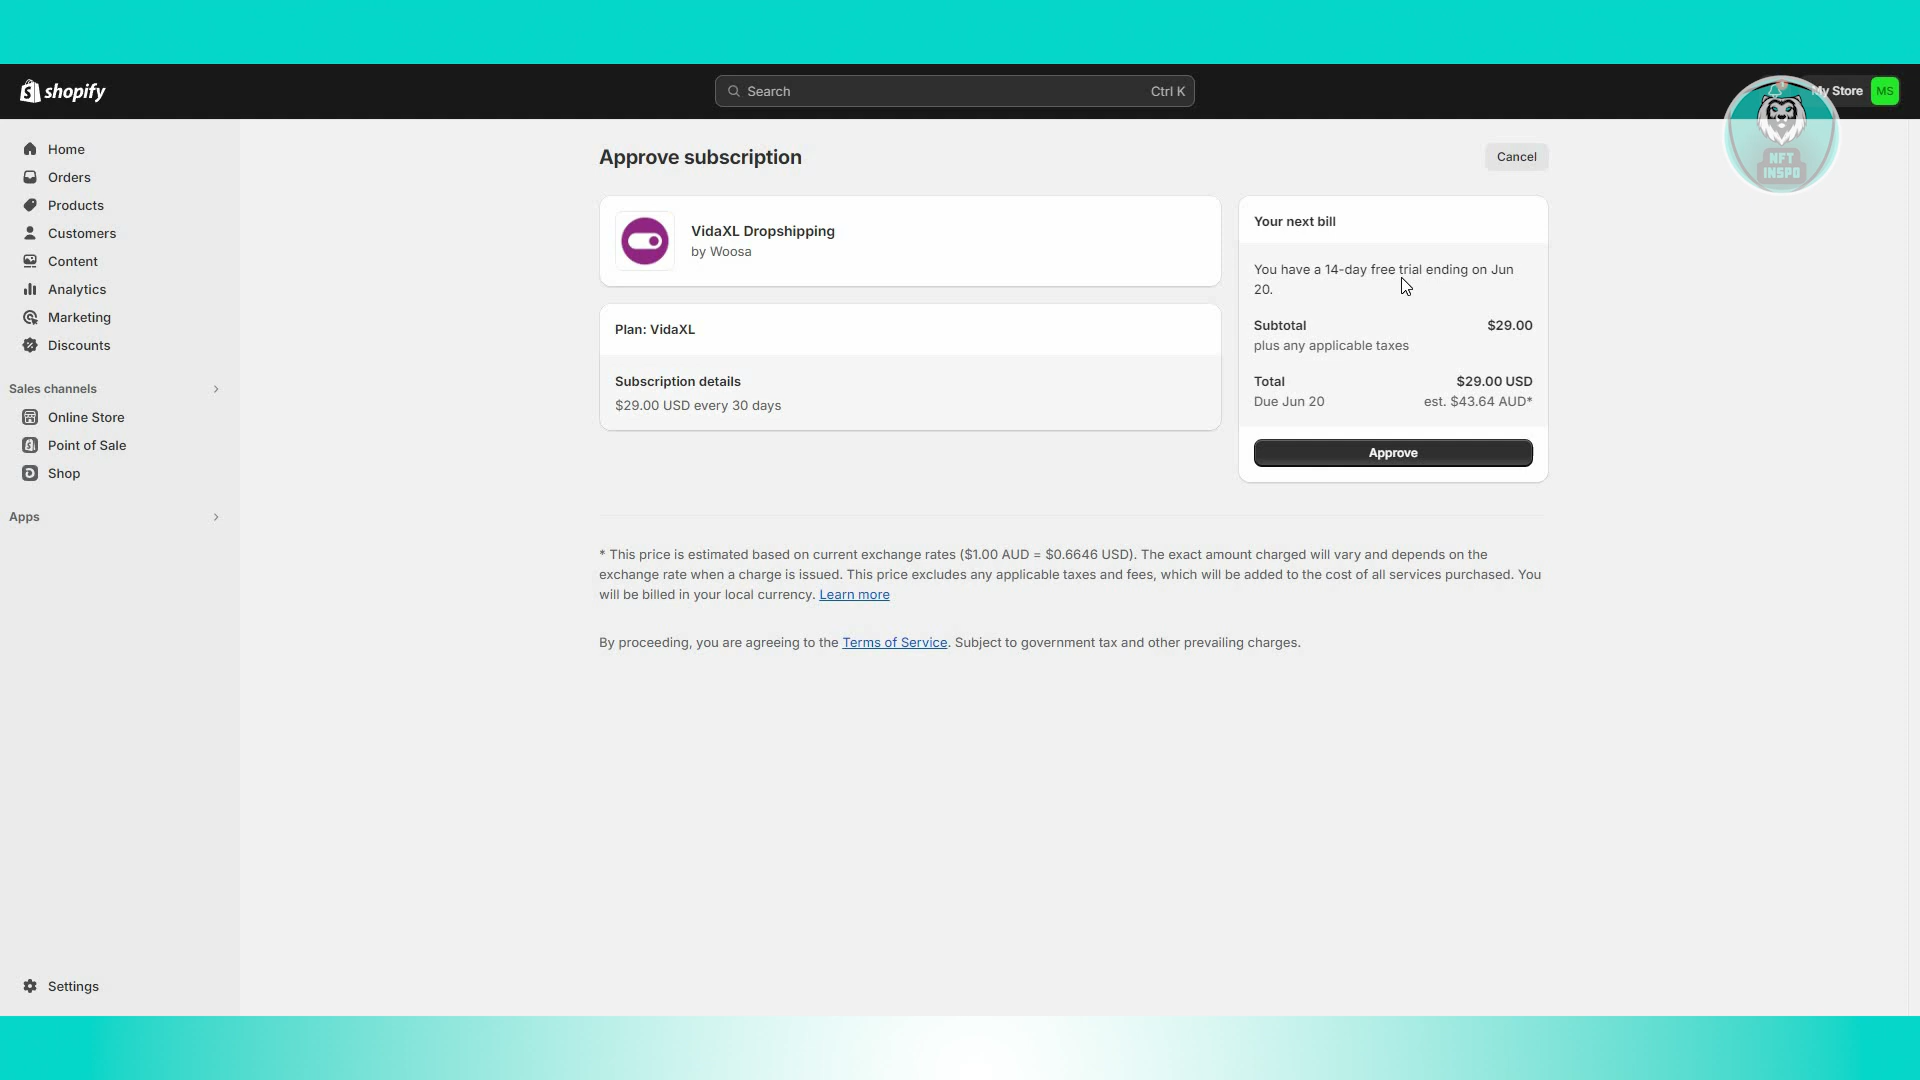 shopify
Search
Ctrl K
My Store
MS
NFT
INSPO
Home
Orders
Products
Customers
Content
Analytics
Marketing
Discounts
Sales channels
Online Store
Point of Sale
Shop
Apps
Settings
Approve subscription
Cancel
VidaXL Dropshipping
by Woosa
Plan: VidaXL
Subscription details
$29.00 USD every 30 days
Your next bill
You have a 14-day free trial ending on Jun
20.
Subtotal $29.00
plus any applicable taxes
Total $29.00 USD
Due Jun 20 est. $43.64 AUD*
Approve
* This price is estimated based on current exchange rates ($1.00 AUD = $0.6646 USD). The exact amount charged will vary and depends on the
exchange rate when a charge is issued. This price excludes any applicable taxes and fees, which will be added to the cost of all services purchased. You
will be billed in your local currency. Learn more
By proceeding, you are agreeing to the Terms of Service. Subject to government tax and other prevailing charges.